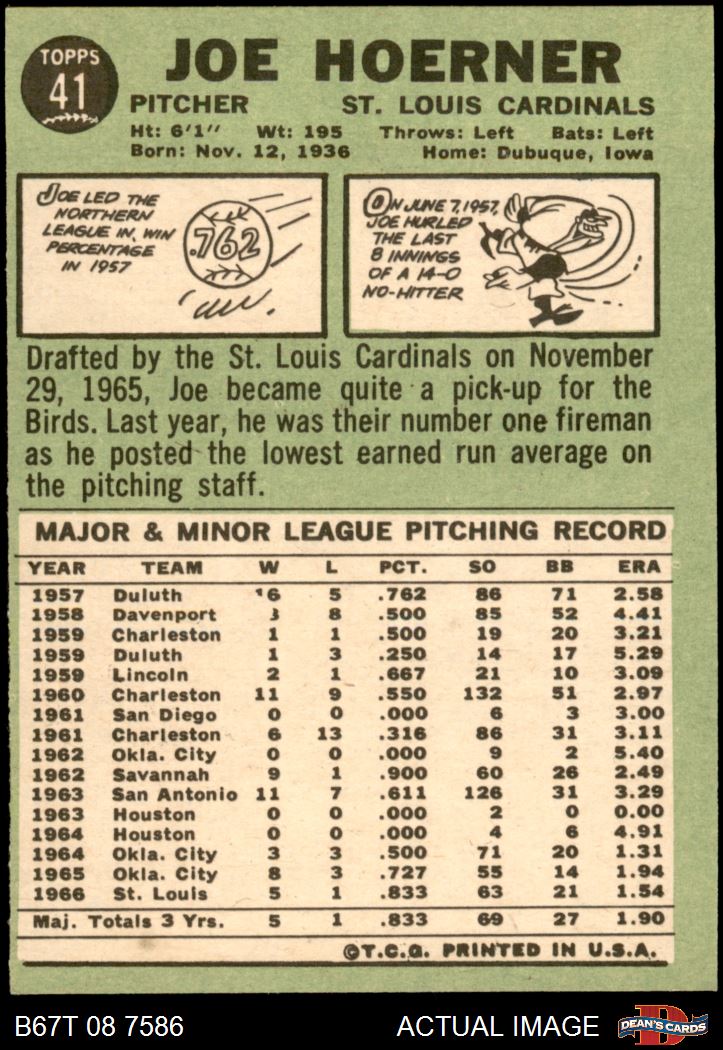 TOPPS
41
JOE HOERNER
PITCHER ST. LOUIS CARDINALS
Ht: 6'1" Wt: 195 Throws: Left Bats: Left
Born: Nov. 12, 1936 Home: Dubuque, Iowa
JOE LED THE
NORTHERN
LEAGUE IN WIN
PERCENTAGE
IN 1957
.762
ON JUNE 7, 1957,
JOE HURLED
THE LAST
8 INNINGS
OF A 14-0
NO-HITTER
Drafted by the St. Louis Cardinals on November
29, 1965, Joe became quite a pick-up for the
Birds. Last year, he was their number one fireman
as he posted the lowest earned run average on
the pitching staff.
MAJOR & MINOR LEAGUE PITCHING RECORD
YEAR TEAM W L PCT. SO BB ERA
1957 Duluth 16 5 .762 86 71 2.58
1958 Davenport 8 .500 85 52 4.41
1959 Charleston 1 1 .500 19 20 3.21
1959 Duluth 1 3 .250 14 17 5.29
1959 Lincoln 2 1 .667 21 10 3.09
1960 Charleston 11 9 .550 132 51 2.97
1961 San Diego 0 0 .000 6 3 3.00
1961 Charleston 6 13 .316 86 31 3.11
1962 Okla. City 0 0 .000 9 2 5.40
1962 Savannah 9 1 .900 60 26 2.49
1963 San Antonio 11 7 .611 126 31 3.29
1963 Houston 0 0 .000 2 0 0.00
1964 Houston 0 0 .000 4 6 4.91
1964 Okla. City 3 3 .500 71 20 1.31
1965 Okla. City 8 3 .727 55 14 1.94
1966 St. Louis 5 1 .833 63 21 1.54
Maj. Totals 3 Yrs. 5 1 .833 69 27 1.90
©T.C.G. PRINTED IN U.S.A.
B67T 08 7586 ACTUAL IMAGE D DEAN'S CARDS